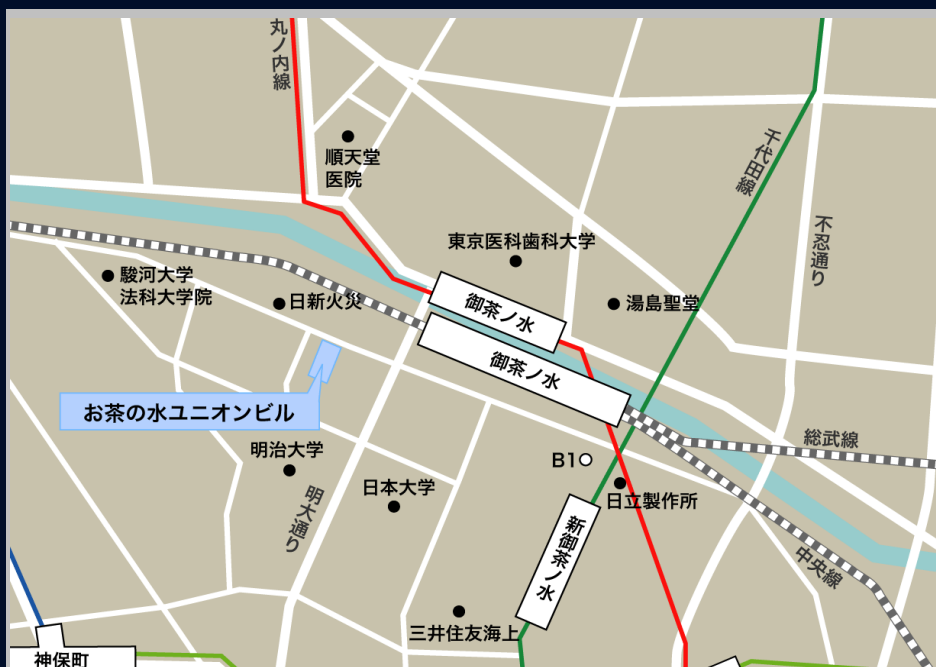 丸ノ内線
順天堂
医院
千代田線
不忍通り
東京医科歯科大学
駿河大学
法科大学院
日新火災
御茶ノ水
湯島聖堂
御茶ノ水
お茶の水ユニオンビル
総武線
明治大学
B1
日本大学
明大通り
日立製作所
新御茶ノ水
中央線
三井住友海上
神保町